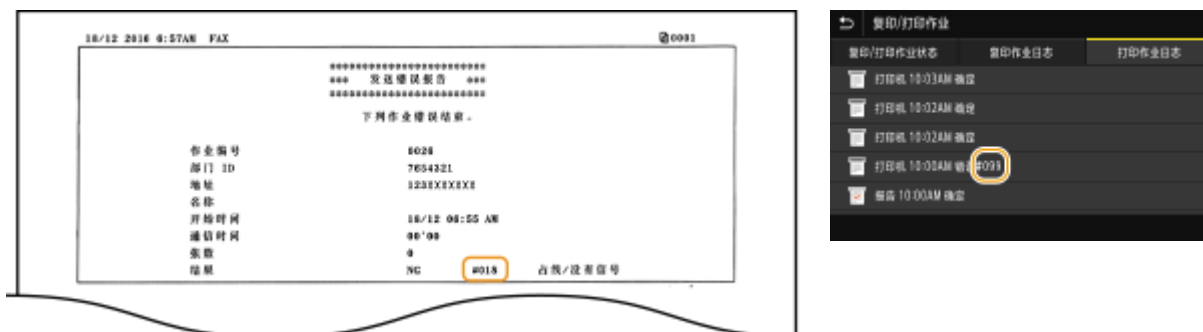 18/12 2016 6:57AM FAX 0001
************************
*** 发送错误报告 ***
************************
下列作业错误结束。
作业编号 0026
部门 ID 7654321
地址 123XXXXXXX
名称
开始时间 18/12 06:55 AM
通信时间 00'00
张数 0
结果 NG #018 占线/没有信号
复印/打印作业
复印/打印作业状态 复印作业日志 打印作业日志
打印机 10:03AM 确定
打印机 10:02AM 确定
打印机 10:02AM 确定
打印机 10:00AM 错误 #099
报告 10:00AM 确定